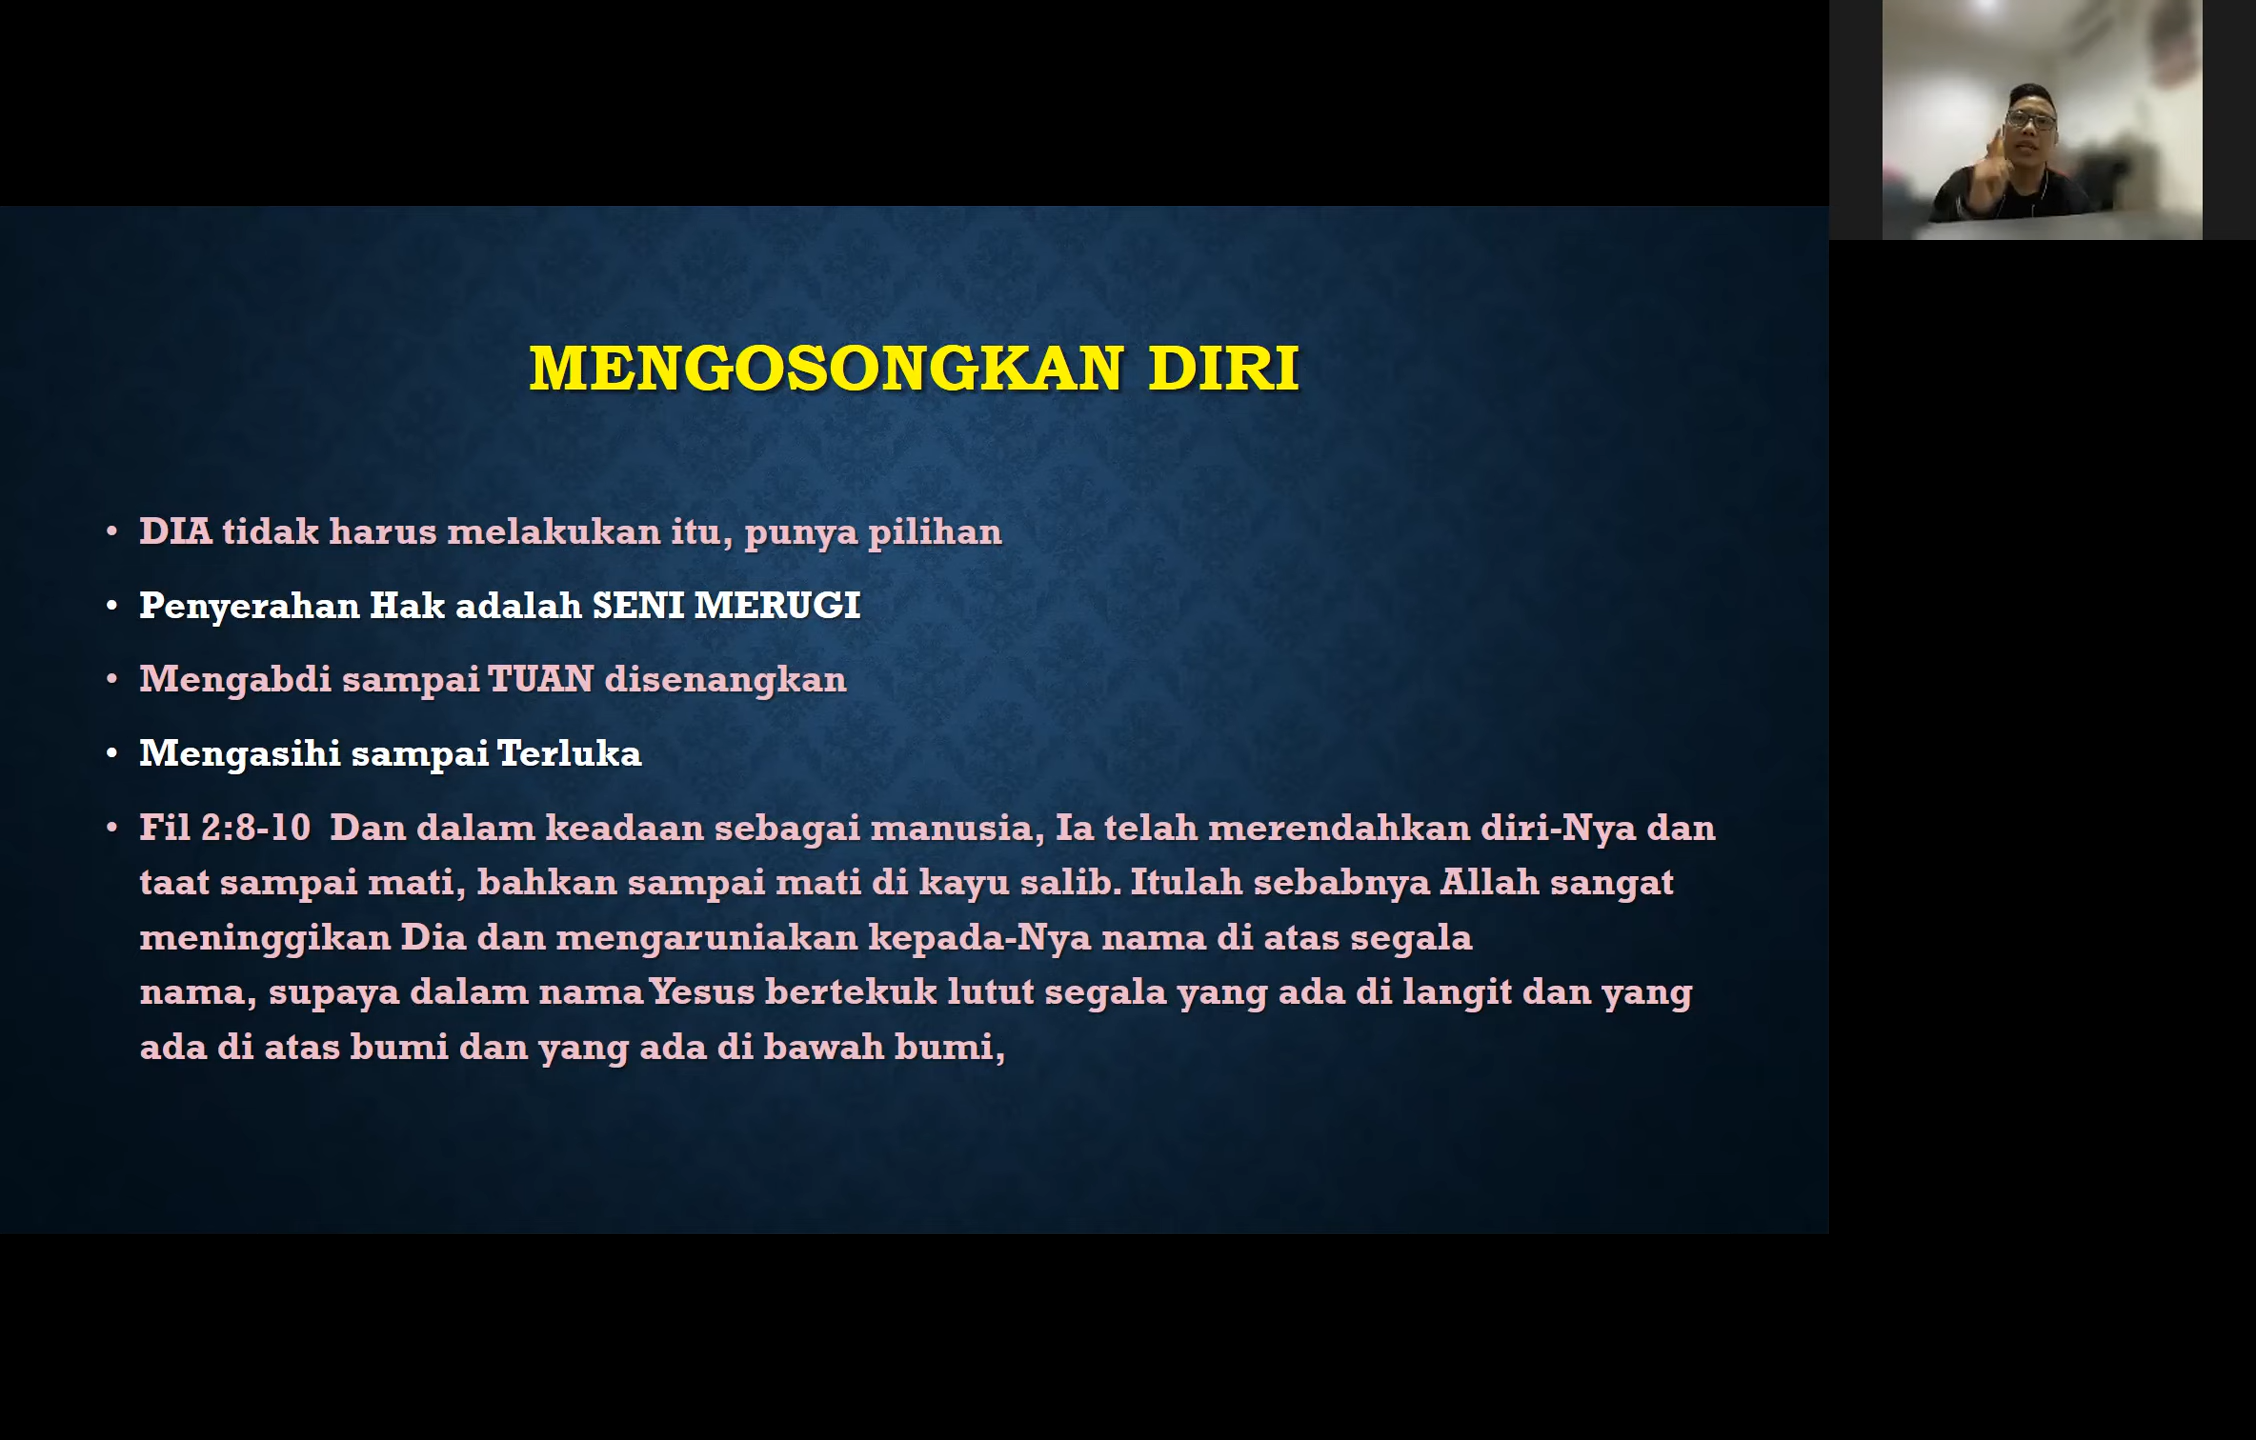 MENGOSONGKAN DIRI
• DIA tidak harus melakukan itu, punya pilihan
• Penyerahan Hak adalah SENI MERUGI
• Mengabdi sampai TUAN disenangkan
• Mengasihi sampai Terluka
• Fil 2:8-10 Dan dalam keadaan sebagai manusia, Ia telah merendahkan diri-Nya dan
taat sampai mati, bahkan sampai mati di kayu salib. Itulah sebabnya Allah sangat
meninggikan Dia dan mengaruniakan kepada-Nya nama di atas segala
nama, supaya dalam nama Yesus bertekuk lutut segala yang ada di langit dan yang
ada di atas bumi dan yang ada di bawah bumi,